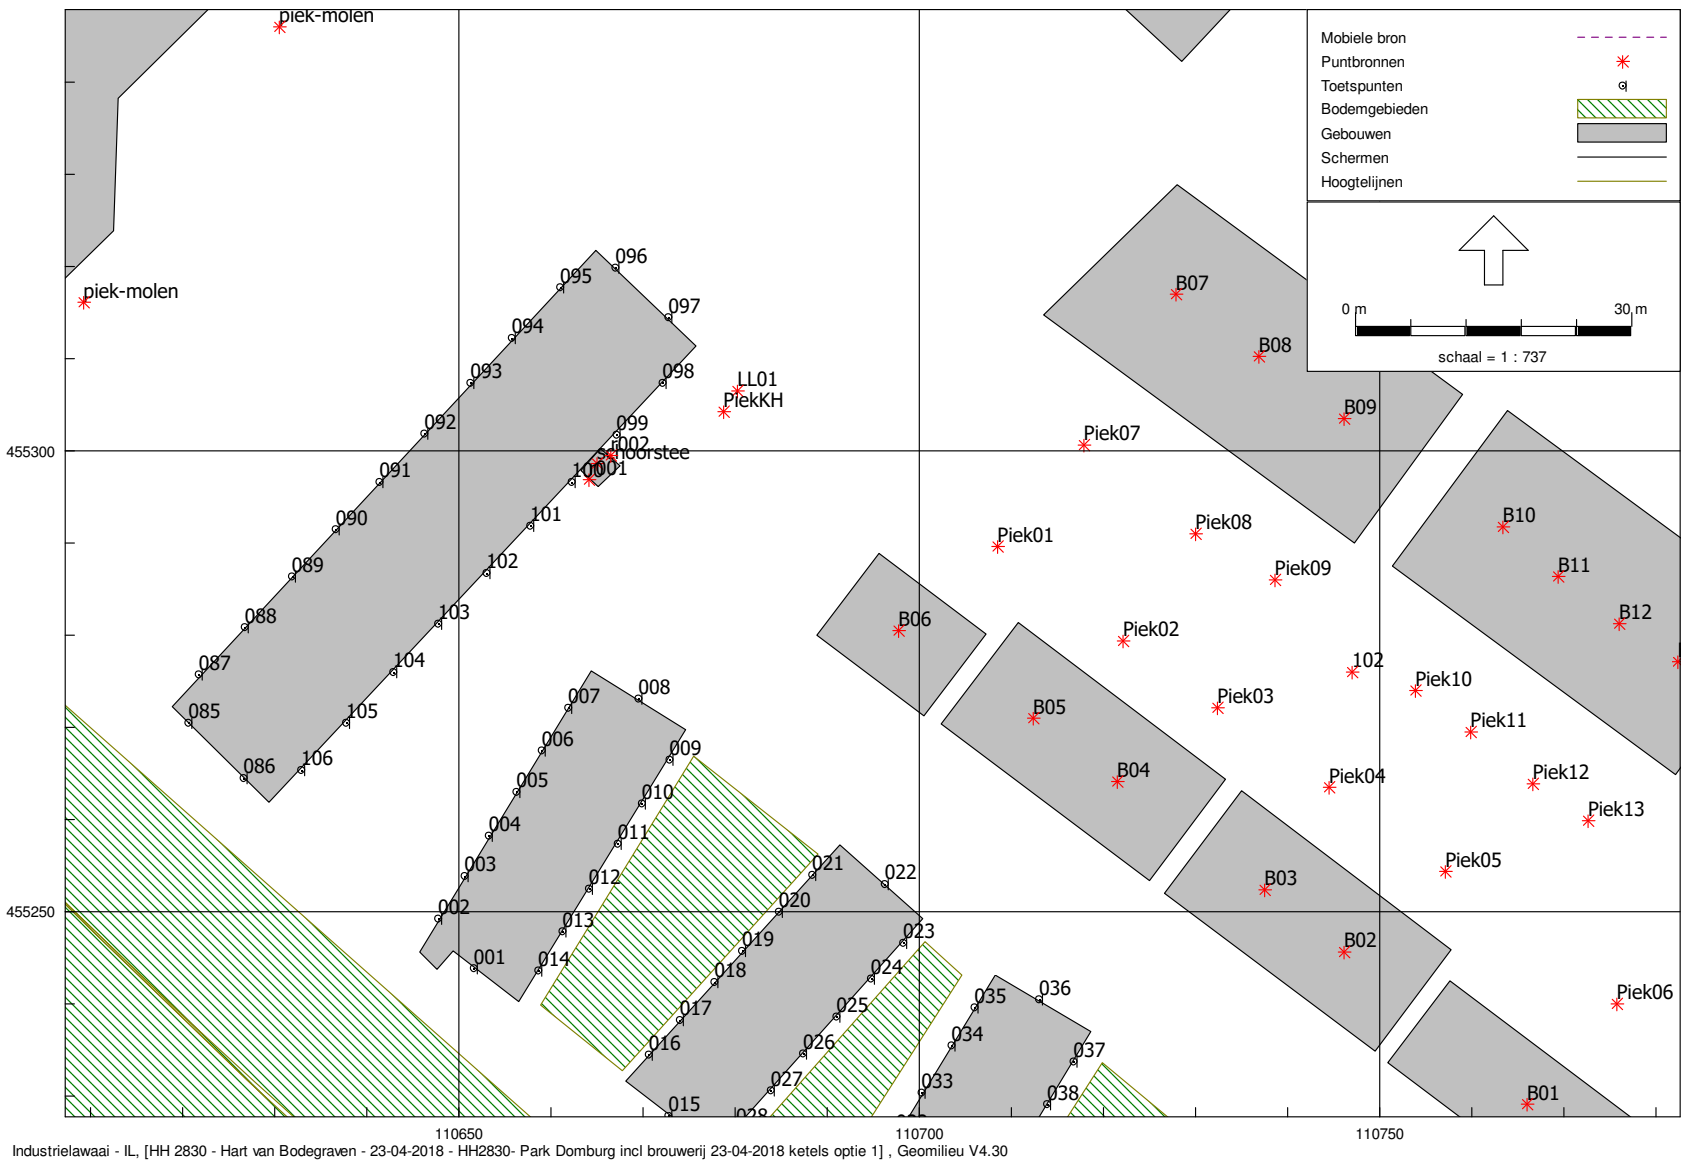 piek-molen
Mobiele bron
Puntbronnen
Toetspunten
Bodemgebieden
Gebouwen
Schermen
Hoogtelijnen
0 m 30 m
schaal = 1 : 737
piek-molen
096
095
097
094
093
098
092
099
091
090
089
088
087
085
086
100
101
102
103
104
105
106
LL01
PiekKH
r002
schoorstee
r001
B07
B08
B09
B10
B11
B12
Piek07
Piek01
Piek08
Piek09
Piek02
Piek03
102
Piek10
Piek11
Piek12
Piek13
Piek04
Piek05
Piek06
B06
B05
B04
B03
B02
B01
007
008
006
009
005
010
004
011
003
012
002
013
001
014
021
022
020
023
019
018
024
017
025
016
026
027
015
028
035
036
034
037
033
038
455300
455250
110650
110700
110750
Industrielawaai - IL, [HH 2830 - Hart van Bodegraven - 23-04-2018 - HH2830- Park Domburg incl brouwerij 23-04-2018 ketels optie 1] , Geomilieu V4.30